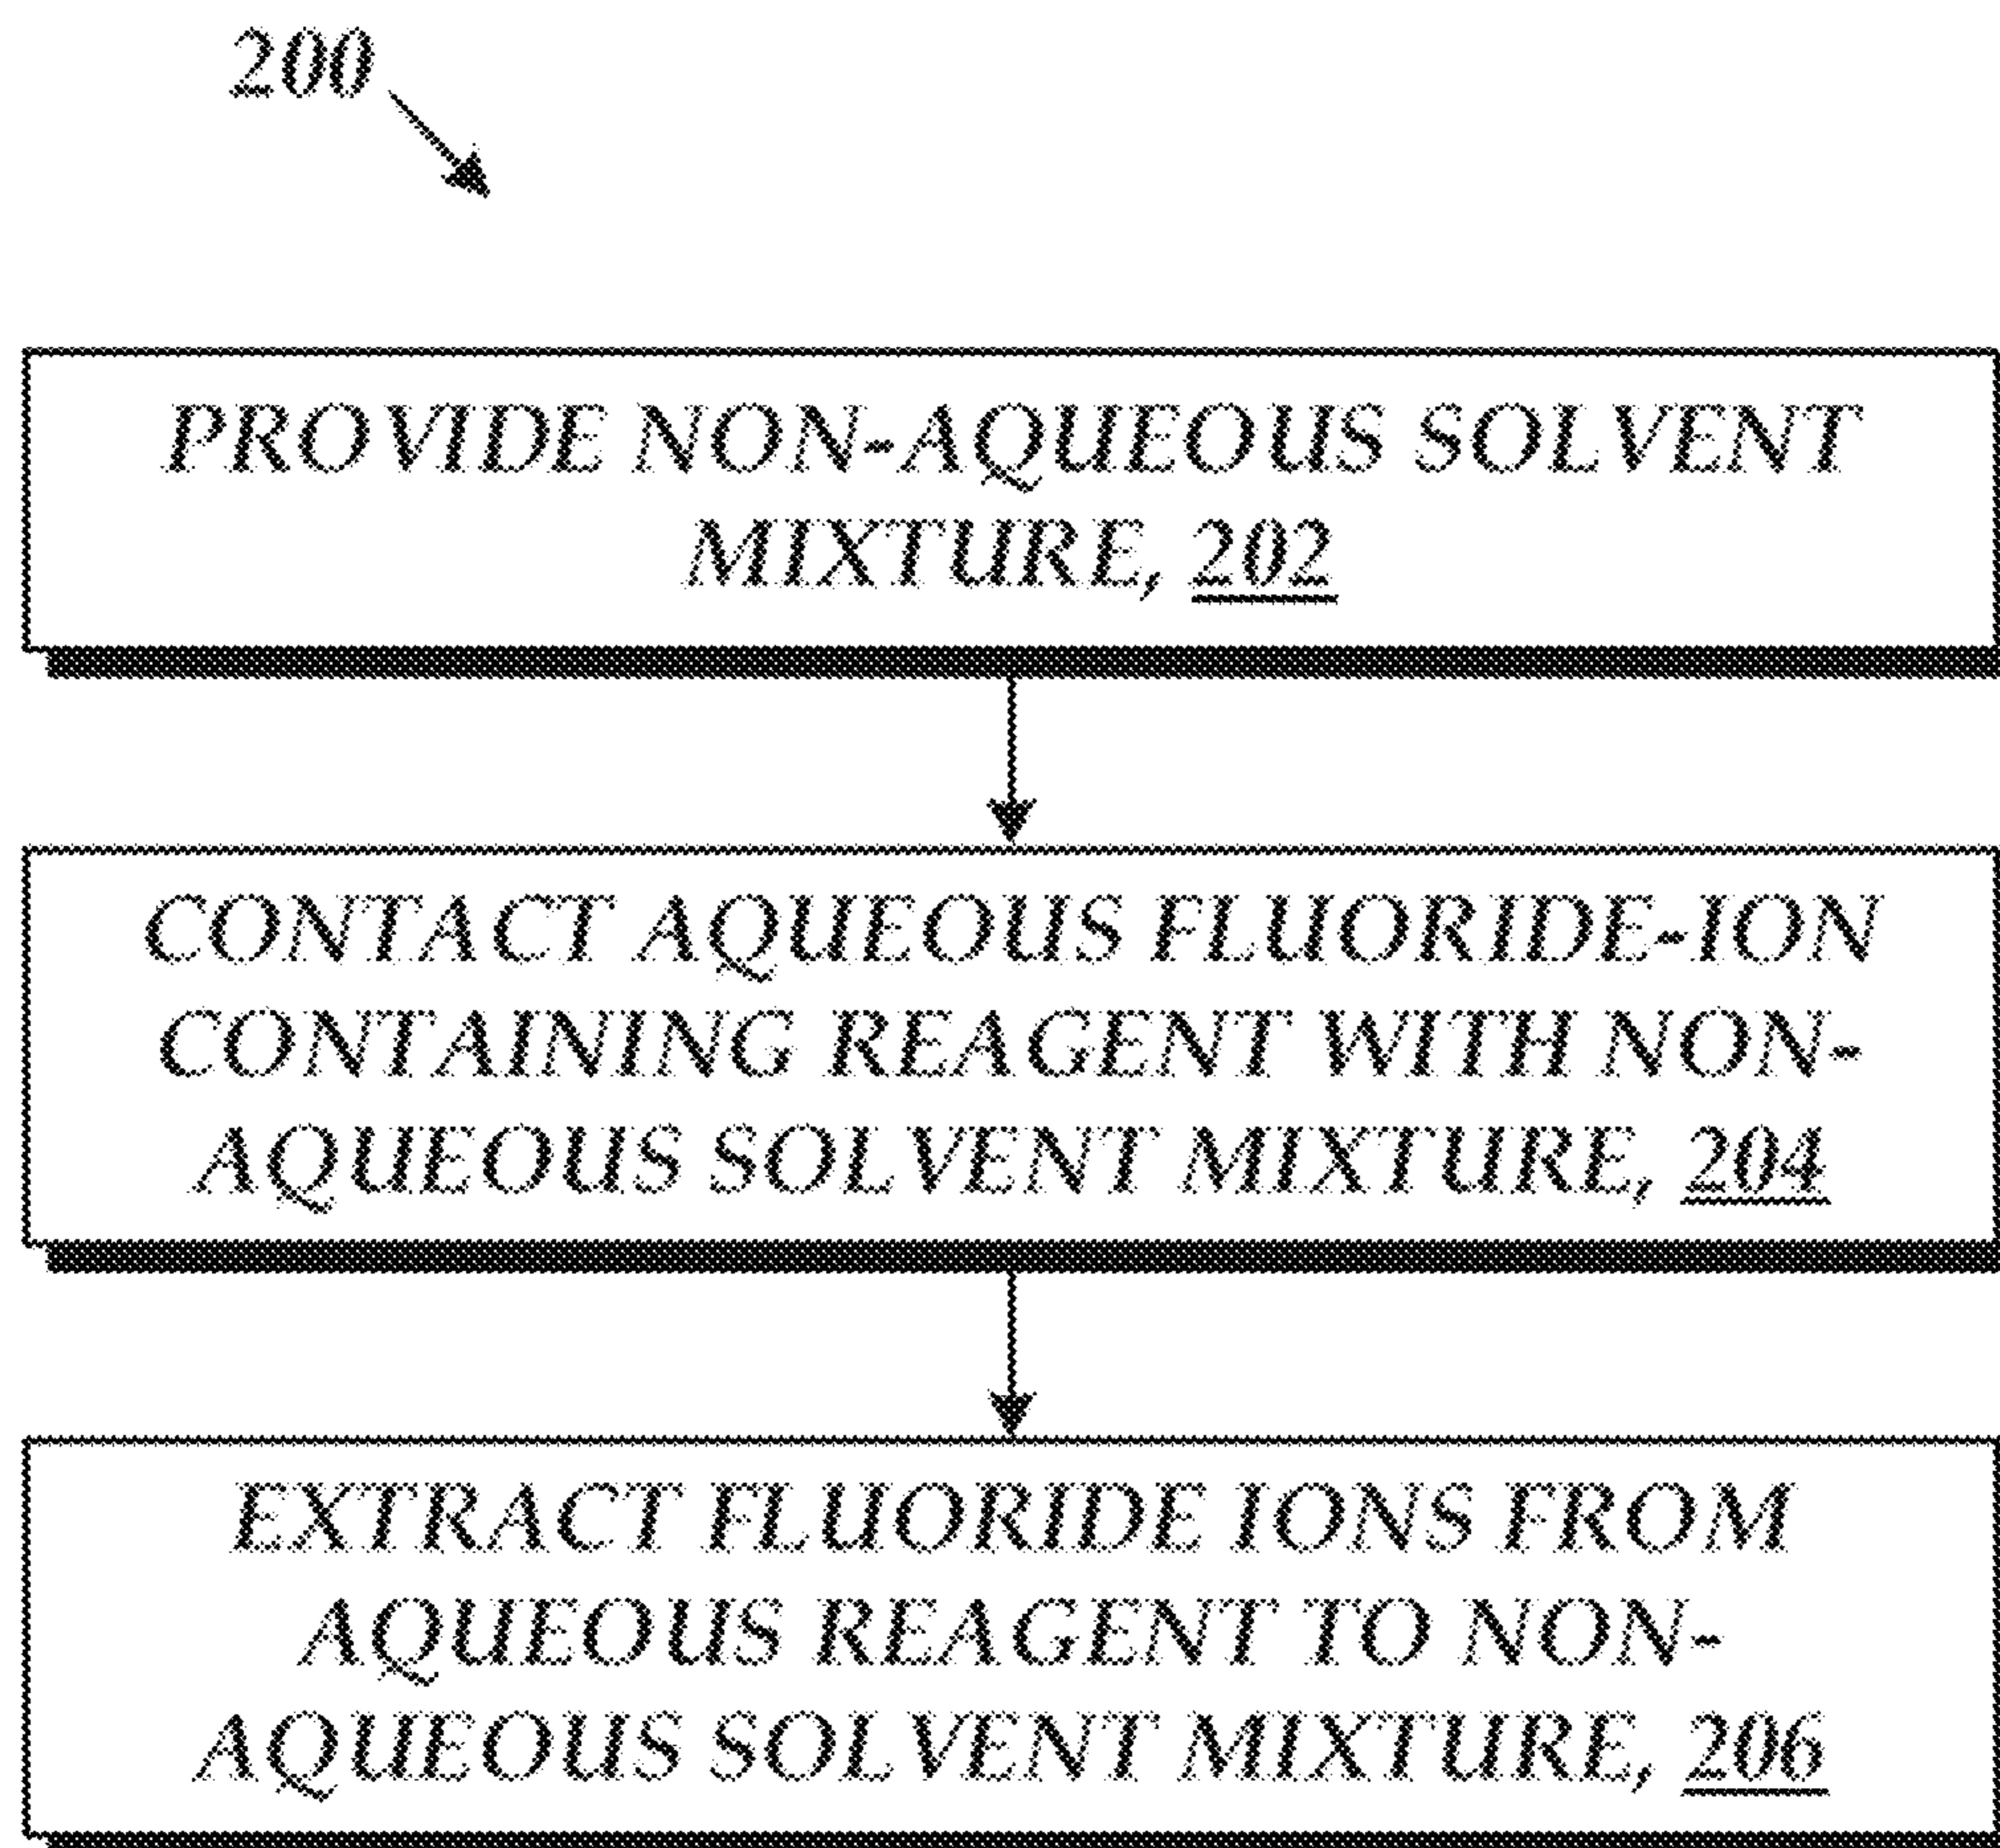 200
PROVIDE NON-AQUEOUS SOLVENT
MIXTURE, 202
CONTACT AQUEOUS FLUORIDE-ION
CONTAINING REAGENT WITH NON-
AQUEOUS SOLVENT MIXTURE, 204
EXTRACT FLUORIDE IONS FROM
AQUEOUS REAGENT TO NON-
AQUEOUS SOLVENT MIXTURE, 206